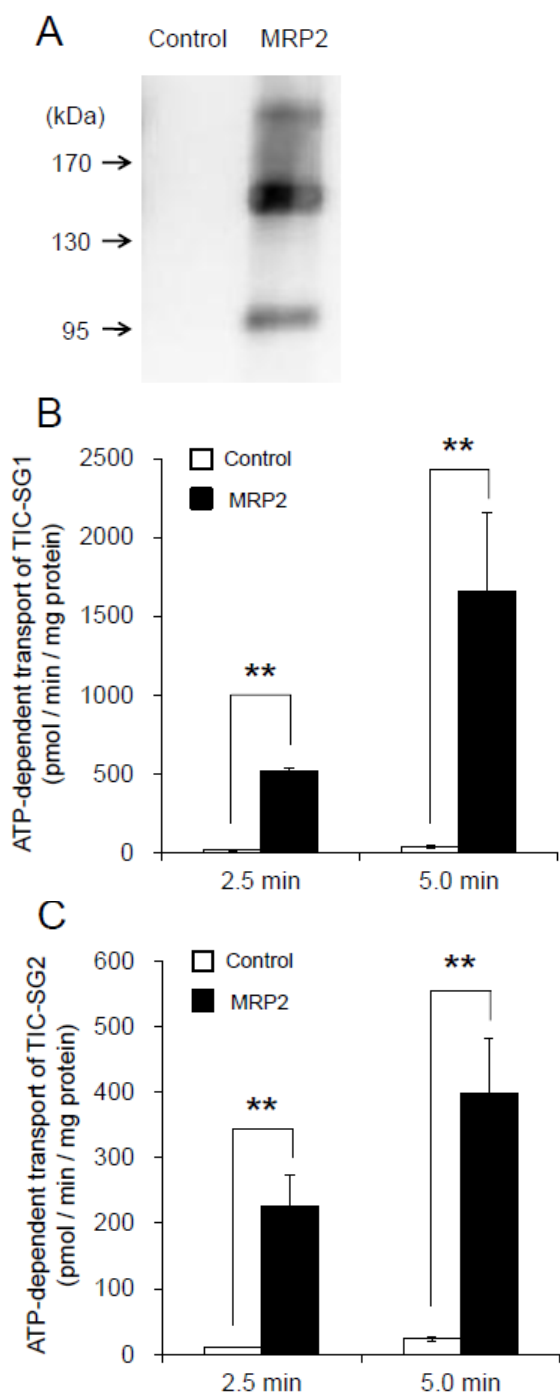 A
Control MRP2
(kDa)
170
130
95
B
ATP-dependent transport of TIC-SG1
(pmol / min / mg protein)
2500
2000
1500
1000
500
0
Control
MRP2
**
**
2.5 min 5.0 min
C
ATP-dependent transport of TIC-SG2
(pmol / min / mg protein)
600
500
400
300
200
100
0
Control
MRP2
**
**
2.5 min 5.0 min